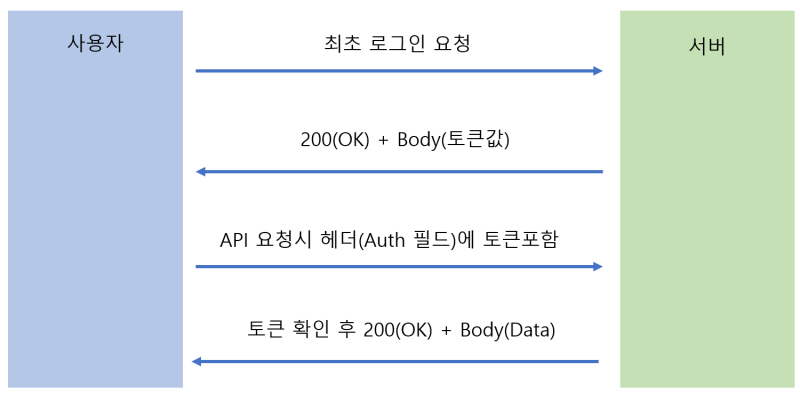 사용자
최초 로그인 요청
서버
200(OK) + Body(토큰값)
API 요청시 헤더(Auth 필드)에 토큰포함
토큰 확인 후 200(OK) + Body(Data)